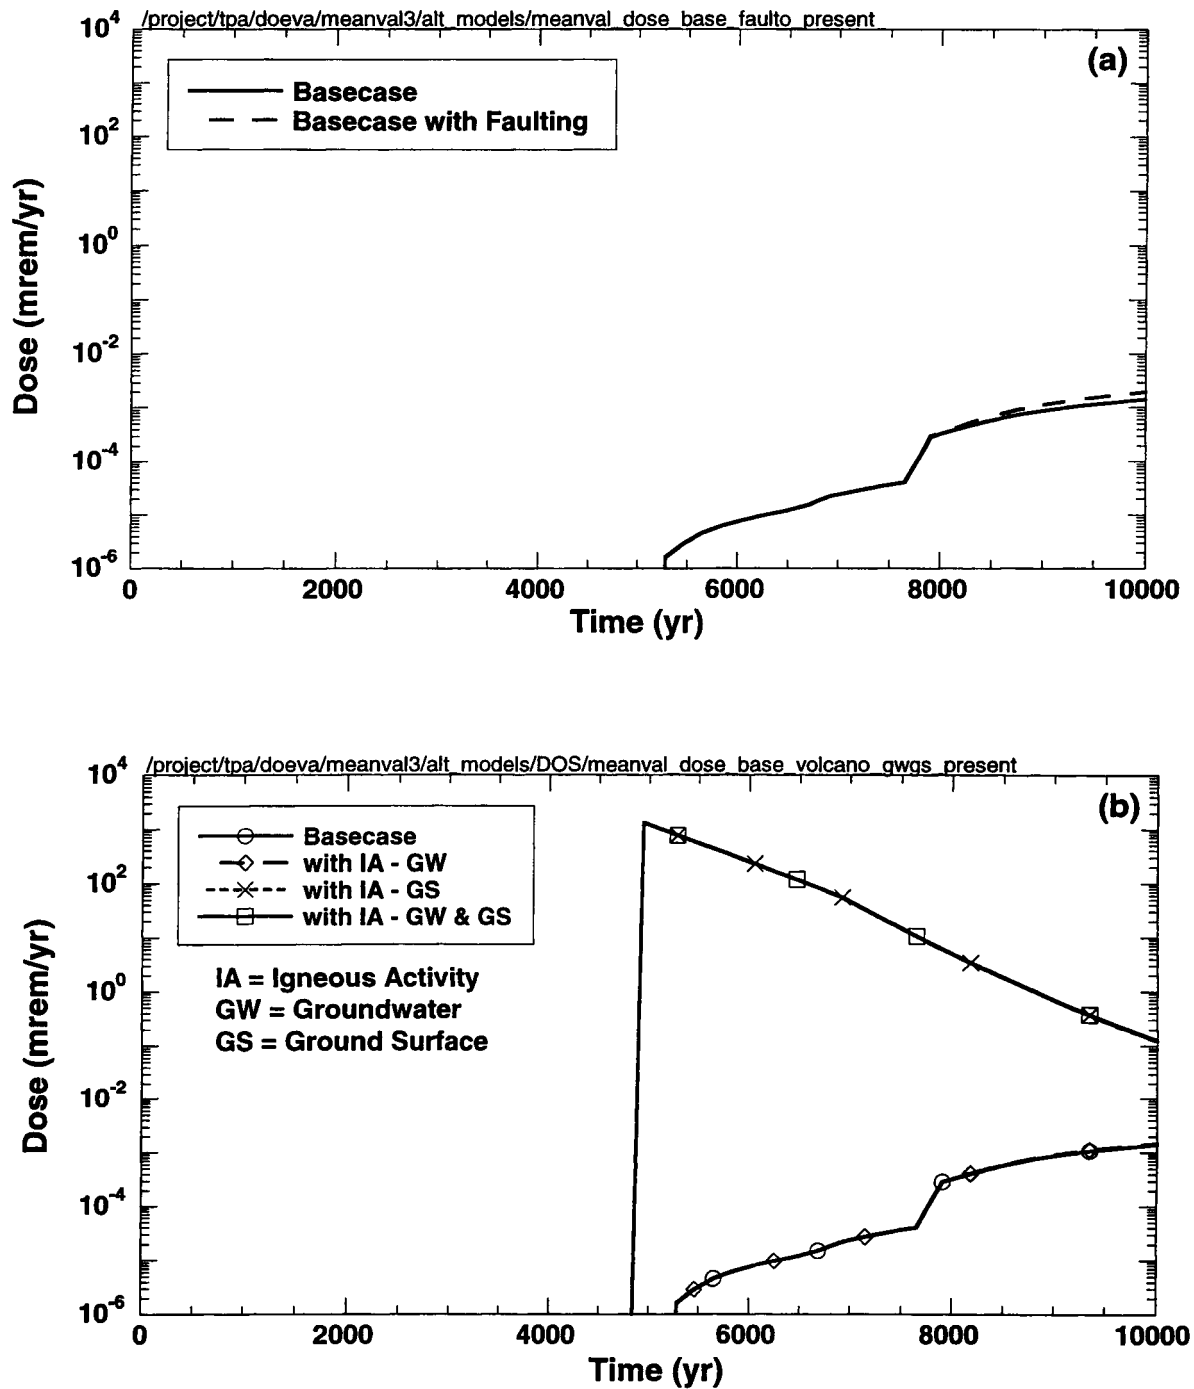 /project/tpa/doeva/meanval3/alt_models/meanval_dose_base_faulto_present
(a)
Basecase
Basecase with Faulting
10^4
10^2
10^0
10^-2
10^-4
10^-6
Dose (mrem/yr)
0 2000 4000 6000 8000 10000
Time (yr)
/project/tpa/doeva/meanval3/alt_models/DOS/meanval_dose_base_volcano_gwgs_present
(b)
Basecase
with IA - GW
with IA - GS
with IA - GW & GS
IA = Igneous Activity
GW = Groundwater
GS = Ground Surface
10^4
10^2
10^0
10^-2
10^-4
10^-6
Dose (mrem/yr)
0 2000 4000 6000 8000 10000
Time (yr)